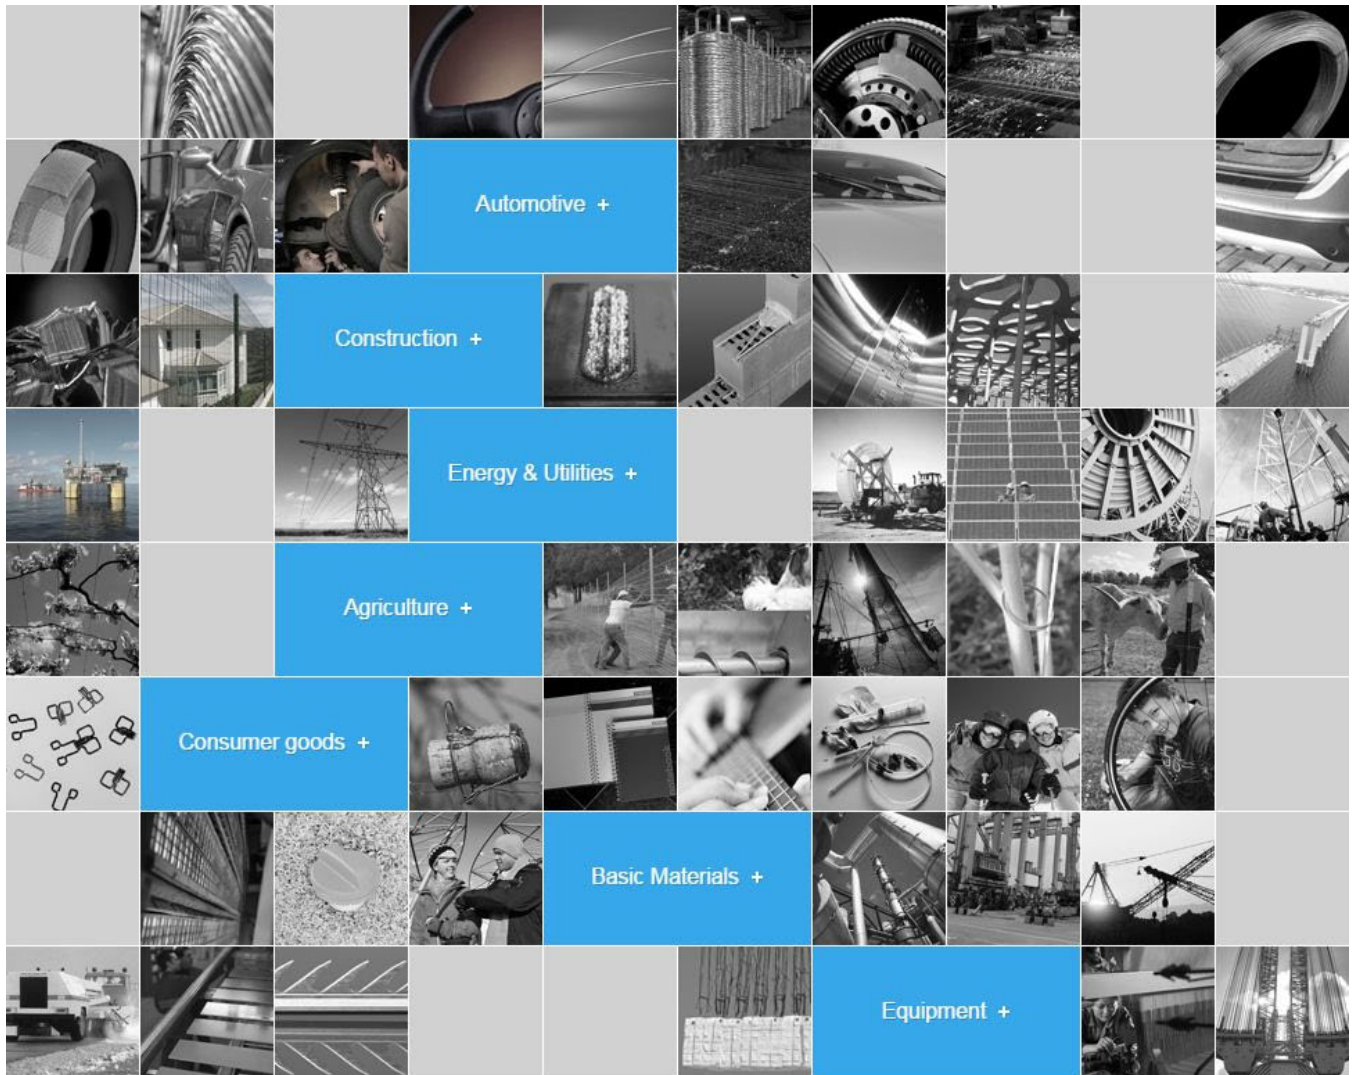 Automotive +
Construction +
Energy & Utilities +
Agriculture +
Consumer goods +
Basic Materials +
Equipment +